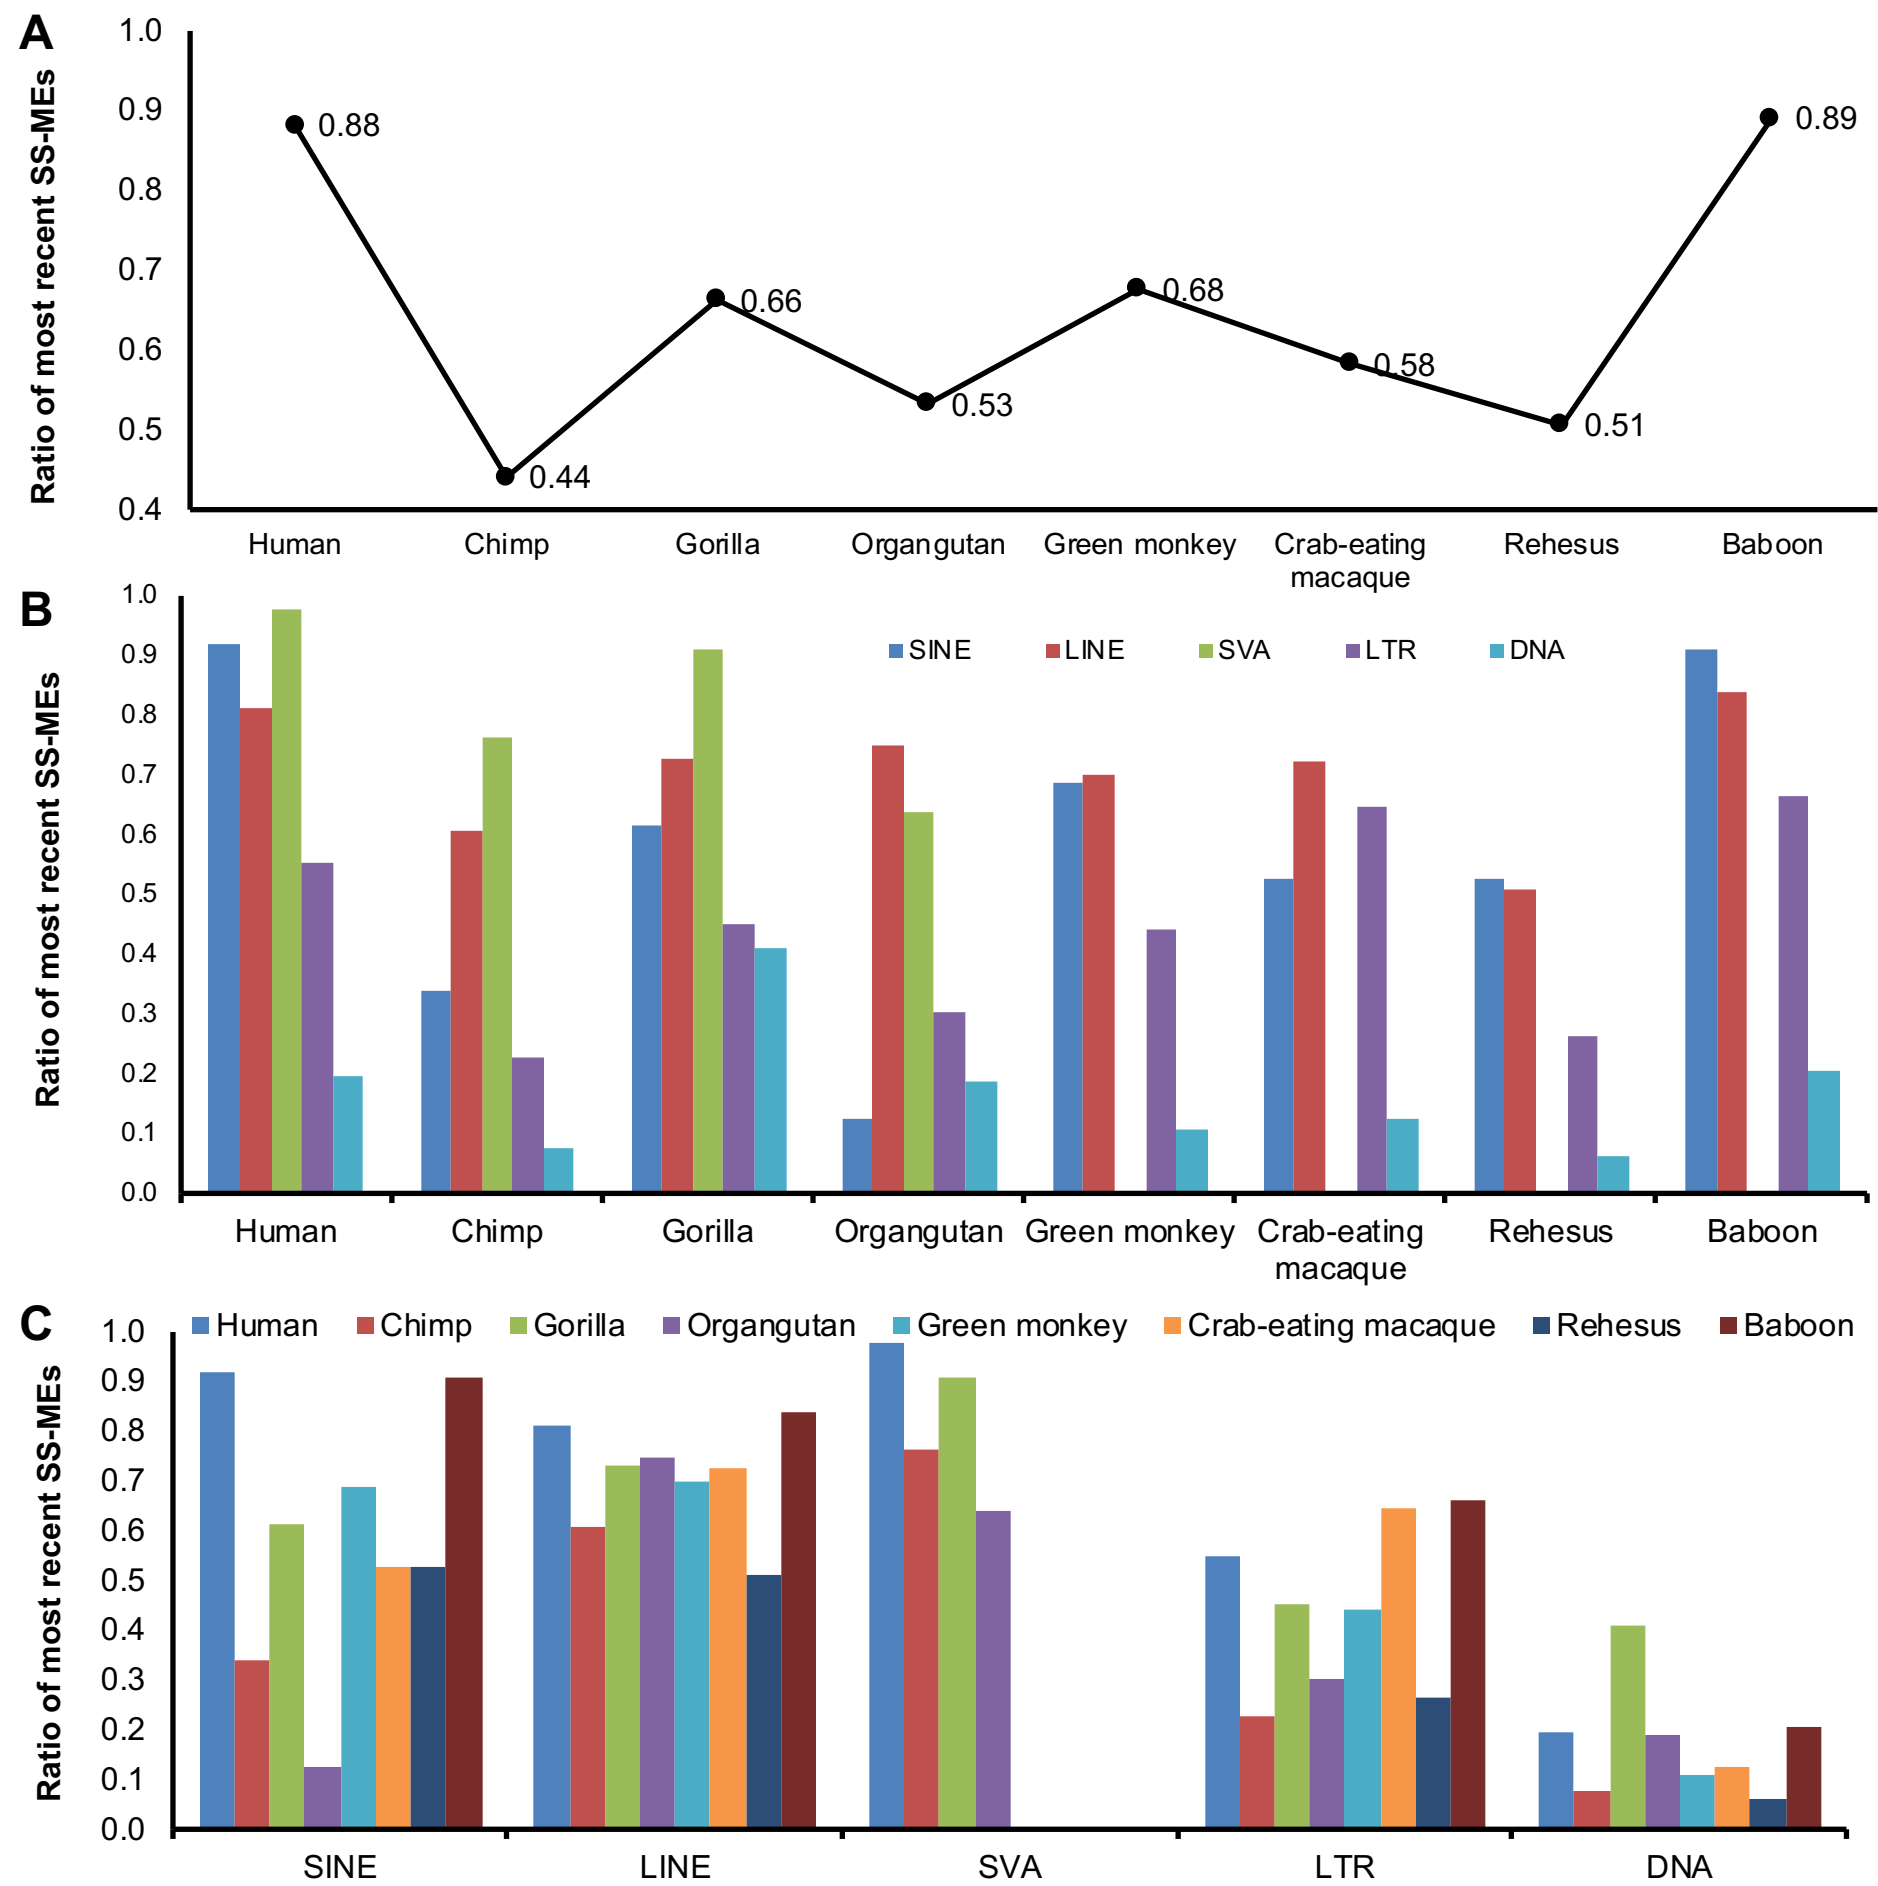 A
Ratio of most recent SS-MEs
1.0
0.9
0.8
0.7
0.6
0.5
0.4
0.88
0.44
0.66
0.53
0.68
0.58
0.51
0.89
Human
Chimp
Gorilla
Organgutan
Green monkey
Crab-eating
macaque
Rehesus
Baboon
B
Ratio of most recent SS-MEs
1.0
0.9
0.8
0.7
0.6
0.5
0.4
0.3
0.2
0.1
0.0
SINE
LINE
SVA
LTR
DNA
Human
Chimp
Gorilla
Organgutan
Green monkey
Crab-eating
macaque
Rehesus
Baboon
C
Ratio of most recent SS-MEs
1.0
0.9
0.8
0.7
0.6
0.5
0.4
0.3
0.2
0.1
0.0
Human
Chimp
Gorilla
Organgutan
Green monkey
Crab-eating macaque
Rehesus
Baboon
SINE
LINE
SVA
LTR
DNA